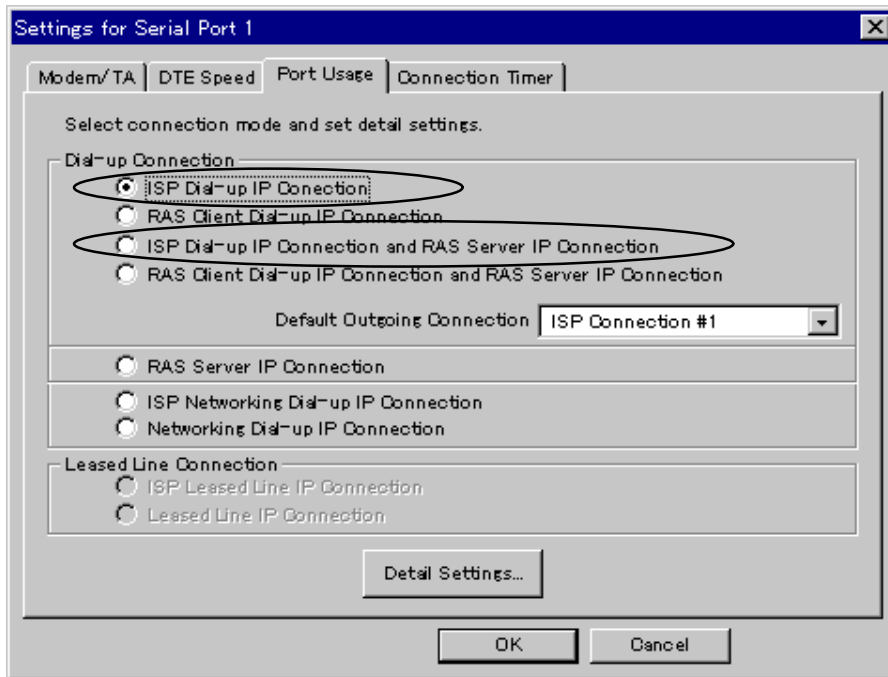 Settings for Serial Port 1
Modem/TA DTE Speed Port Usage Connection Timer
Select connection mode and set detail settings.
Dial-up Connection
ISP Dial-up IP Conection
RAS Client Dial-up IP Connection
ISP Dial-up IP Connection and RAS Server IP Connection
RAS Client Dial-up IP Connection and RAS Server IP Connection
Default Outgoing Connection ISP Connection #1
RAS Server IP Connection
ISP Networking Dial-up IP Connection
Networking Dial-up IP Connection
Leased Line Connection
ISP Leased Line IP Connection
Leased Line IP Connection
Detail Settings...
OK Cancel